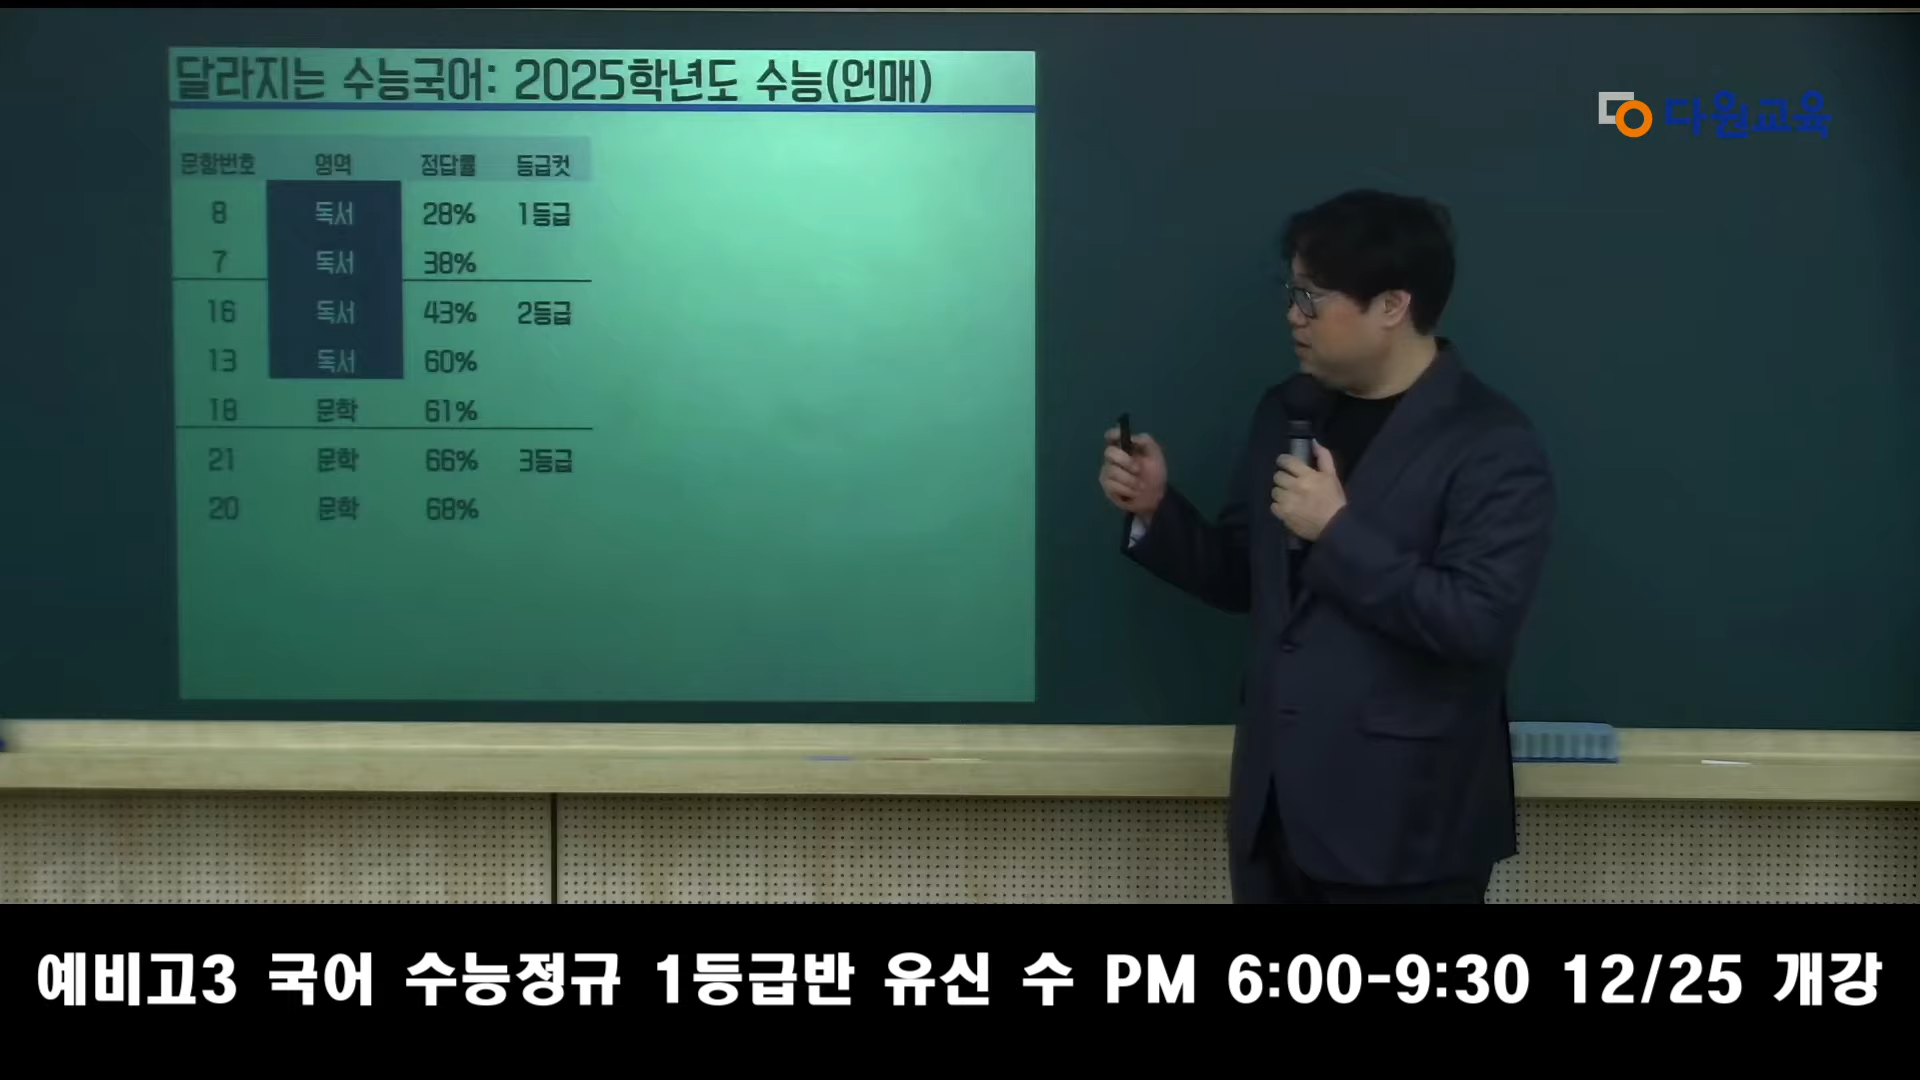 달라지는 수능국어: 2025학년도 수능(언매)
다원교육
문항번호 영역 정답률 등급컷
8 독서 28% 1등급
7 독서 38%
16 독서 43% 2등급
13 독서 60%
18 문학 61%
21 문학 66% 3등급
20 문학 68%
예비고3 국어 수능정규 1등급반 유신 수 PM 6:00-9:30 12/25 개강